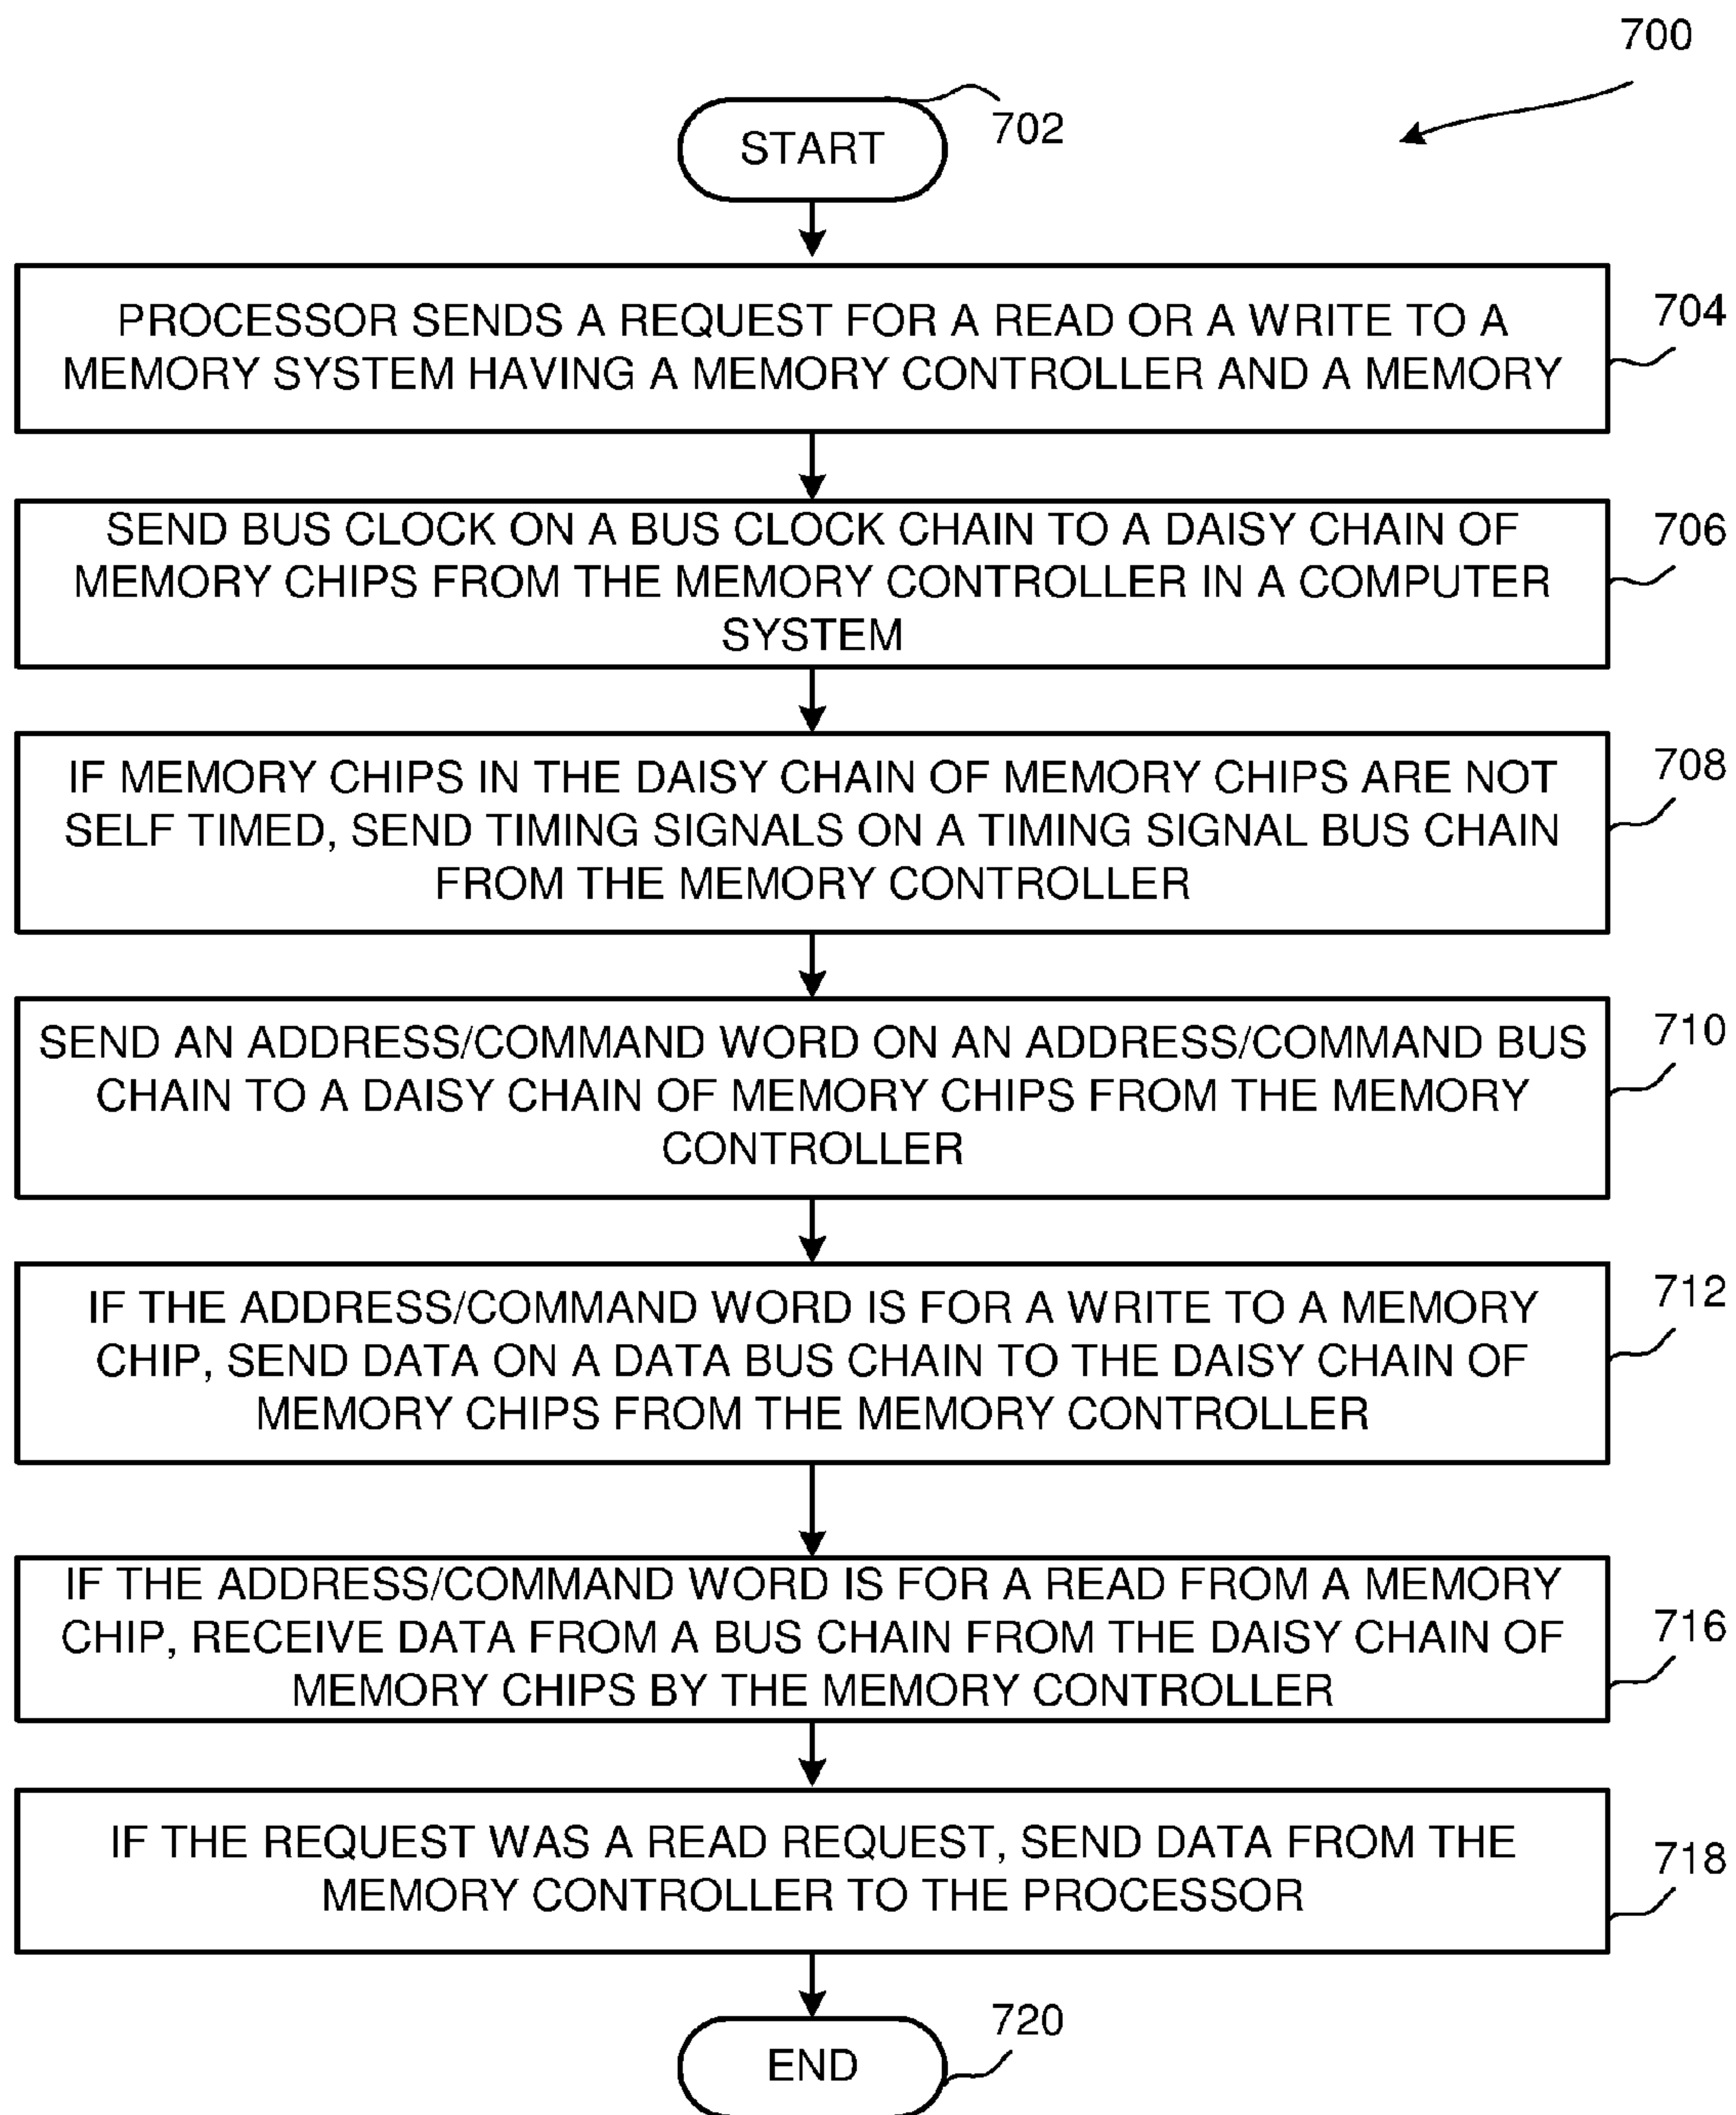 700
START
702
PROCESSOR SENDS A REQUEST FOR A READ OR A WRITE TO A
MEMORY SYSTEM HAVING A MEMORY CONTROLLER AND A MEMORY
704
SEND BUS CLOCK ON A BUS CLOCK CHAIN TO A DAISY CHAIN OF
MEMORY CHIPS FROM THE MEMORY CONTROLLER IN A COMPUTER
SYSTEM
706
IF MEMORY CHIPS IN THE DAISY CHAIN OF MEMORY CHIPS ARE NOT
SELF TIMED, SEND TIMING SIGNALS ON A TIMING SIGNAL BUS CHAIN
FROM THE MEMORY CONTROLLER
708
SEND AN ADDRESS/COMMAND WORD ON AN ADDRESS/COMMAND BUS
CHAIN TO A DAISY CHAIN OF MEMORY CHIPS FROM THE MEMORY
CONTROLLER
710
IF THE ADDRESS/COMMAND WORD IS FOR A WRITE TO A MEMORY
CHIP, SEND DATA ON A DATA BUS CHAIN TO THE DAISY CHAIN OF
MEMORY CHIPS FROM THE MEMORY CONTROLLER
712
IF THE ADDRESS/COMMAND WORD IS FOR A READ FROM A MEMORY
CHIP, RECEIVE DATA FROM A BUS CHAIN FROM THE DAISY CHAIN OF
MEMORY CHIPS BY THE MEMORY CONTROLLER
716
IF THE REQUEST WAS A READ REQUEST, SEND DATA FROM THE
MEMORY CONTROLLER TO THE PROCESSOR
718
END
720